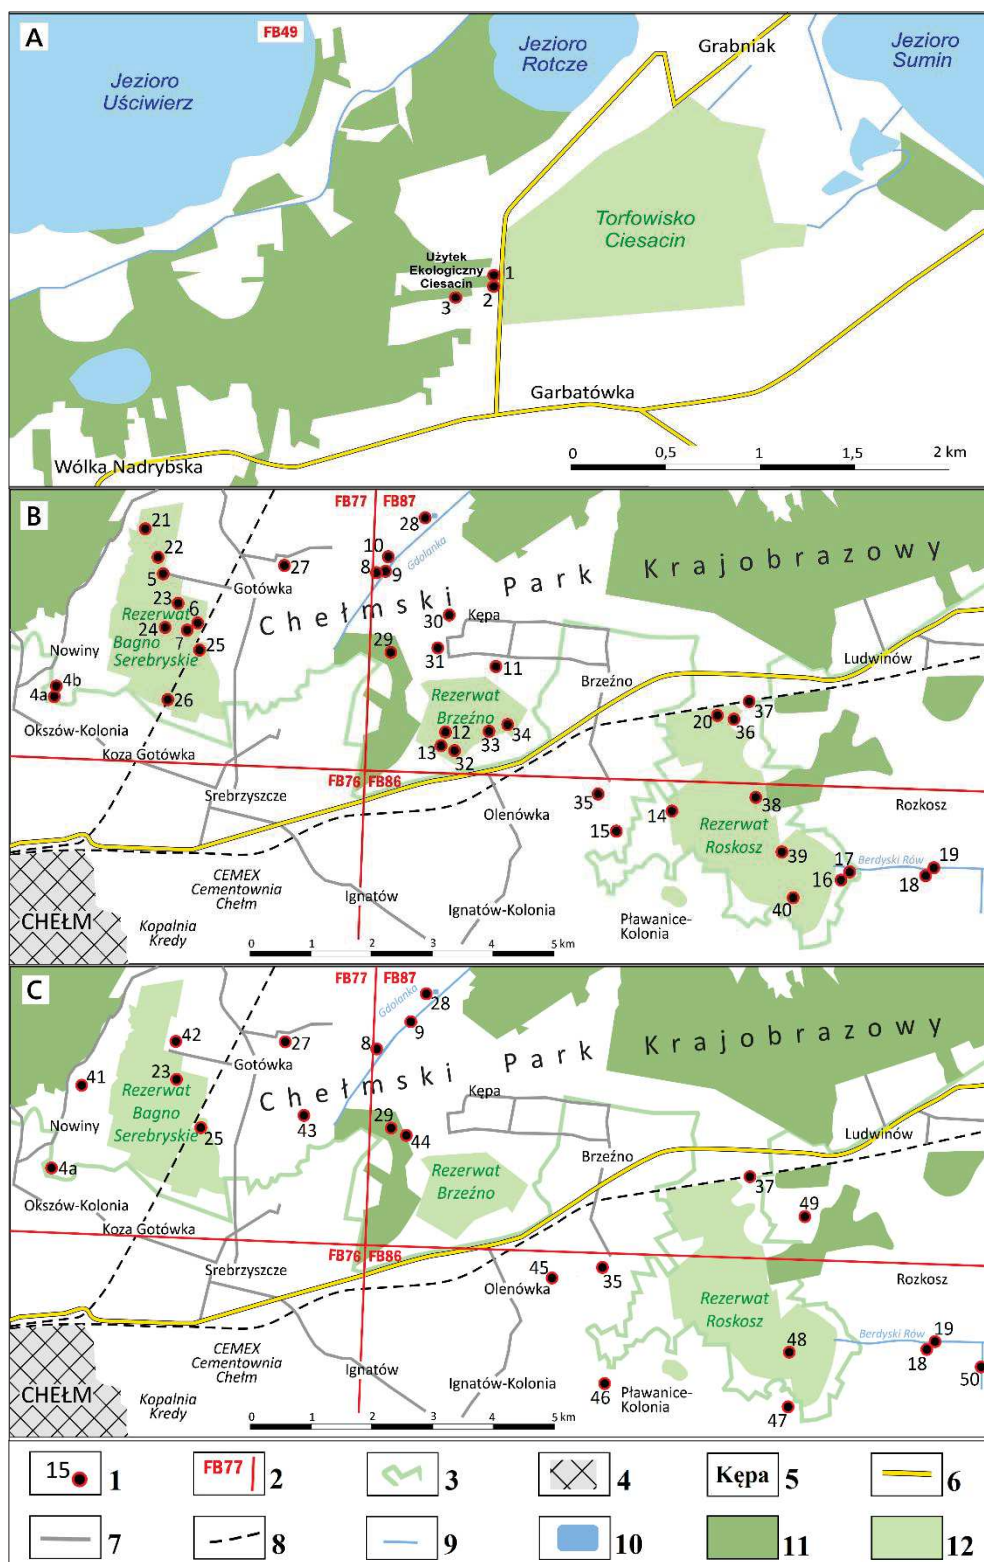 A
FB49
Jezioro
Uściwierz
Jezioro
Rotcze
Grabniak
Jezioro
Sumin
Torfowisko
Ciesacin
Użytek
Ekologiczny
Ciesacin
1
2
3
Garbatówka
Wólka Nadrybska
0
0,5
1
1,5
2 km
B
FB77
FB87
21
22
5
23
6
24
7
25
26
27
28
10
8
9
Gdolanka
Gotówka
Chełmski Park Krajobrazowy
Rezerwat
Bagno
Serebryskie
Nowiny
4b
4a
30
Kępa
31
29
11
Rezerwat
Brzeźno
12
13
32
33
34
Brzeźno
Ludwinów
37
20
36
Okszów-Kolonia
Koza Gotówka
FB76
FB86
Srebrzyszcze
Olenówka
35
15
14
38
Rozkosz
Rezerwat
Roskosz
39
17
16
40
Berdyski Rów
19
18
CHEŁM
CEMEX
Cementownia
Chełm
Kopalnia
Kredy
Ignatów
Ignatów-Kolonia
Pławanice-
Kolonia
0
1
2
3
4
5 km
C
FB77
FB87
28
Gdolanka
9
8
42
27
Gotówka
41
23
Chełmski Park Krajobrazowy
Rezerwat
Bagno
Serebryskie
Nowiny
25
43
4a
29
44
Kępa
Rezerwat
Brzeźno
Brzeźno
Ludwinów
37
49
Okszów-Kolonia
Koza Gotówka
FB76
FB86
Srebrzyszcze
45
Olenówka
35
Rozkosz
Rezerwat
Roskosz
48
Berdyski Rów
19
18
50
46
47
CHEŁM
CEMEX
Cementownia
Chełm
Kopalnia
Kredy
Ignatów
Ignatów-Kolonia
Pławanice-
Kolonia
0
1
2
3
4
5 km
15
1
FB77
2
3
4
Kępa
5
6
7
8
9
10
11
12